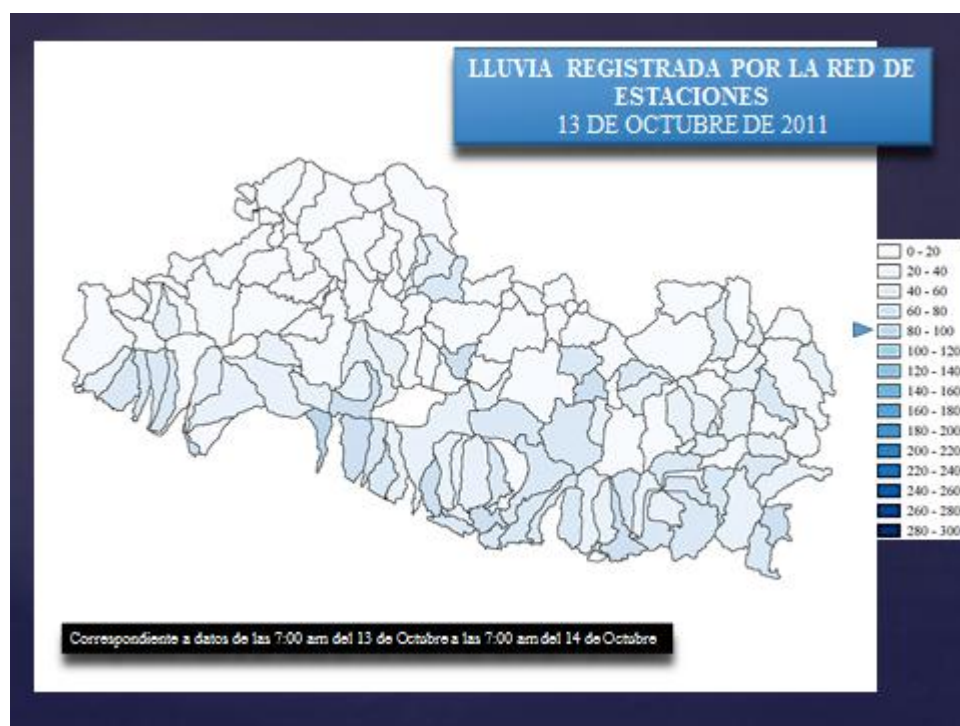 LLUVIA REGISTRADA POR LA RED DE
ESTACIONES
13 DE OCTUBRE DE 2011
0 - 20
20 - 40
40 - 60
60 - 80
80 - 100
100 - 120
120 - 140
140 - 160
160 - 180
180 - 200
200 - 220
220 - 240
240 - 260
260 - 280
280 - 300
Correspondiente a datos de las 7:00 am del 13 de Octubre a las 7:00 am del 14 de Octubre